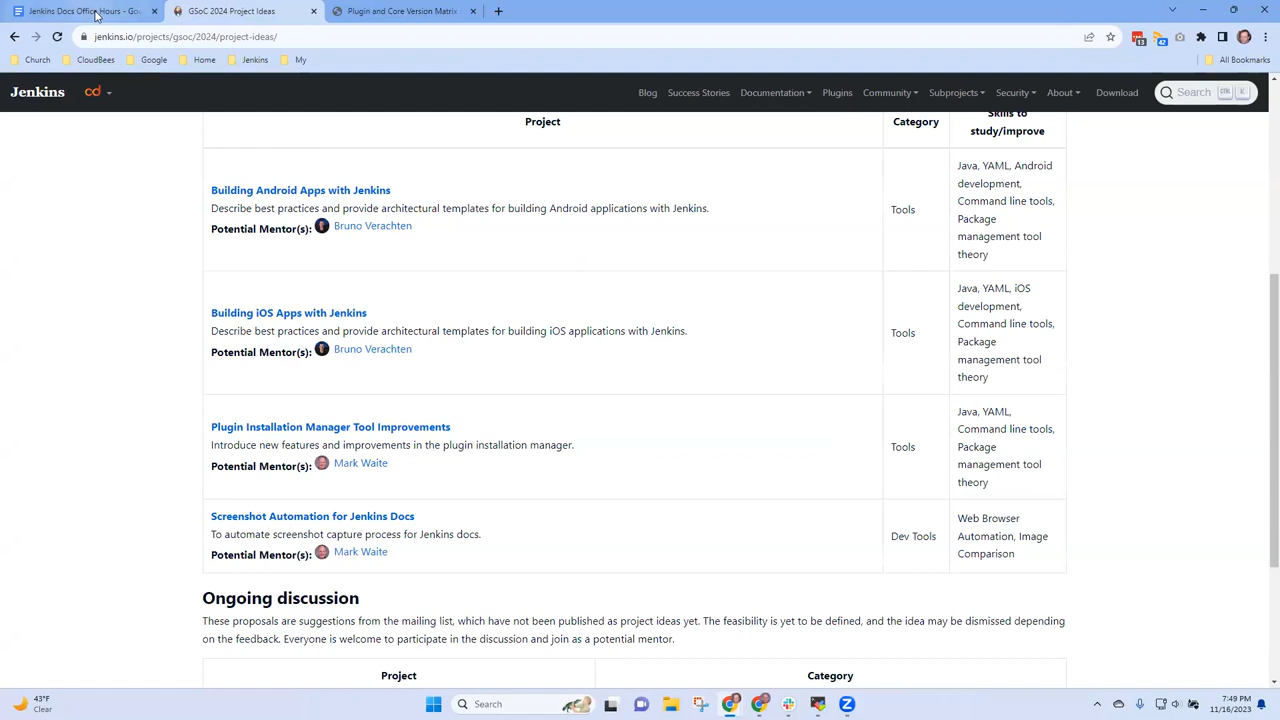 Jenkins Docs Office Hours - Goo
GSoC 2024 Project Ideas
Plugin and Core Version Matrix
jenkins.io/projects/gsoc/2024/project-ideas/
13
42
Church
CloudBees
Google
Home
Jenkins
My
All Bookmarks
Jenkins
cd
Blog
Success Stories
Documentation
Plugins
Community
Subprojects
Security
About
Download
Search
CTRL
K
Project
Category
Skills to
study/improve
Building Android Apps with Jenkins
Describe best practices and provide architectural templates for building Android applications with Jenkins.
Potential Mentor(s): Bruno Verachten
Tools
Java, YAML, Android
development,
Command line tools,
Package
management tool
theory
Building iOS Apps with Jenkins
Describe best practices and provide architectural templates for building iOS applications with Jenkins.
Potential Mentor(s): Bruno Verachten
Tools
Java, YAML, iOS
development,
Command line tools,
Package
management tool
theory
Plugin Installation Manager Tool Improvements
Introduce new features and improvements in the plugin installation manager.
Potential Mentor(s): Mark Waite
Tools
Java, YAML,
Command line tools,
Package
management tool
theory
Screenshot Automation for Jenkins Docs
To automate screenshot capture process for Jenkins docs.
Potential Mentor(s): Mark Waite
Dev Tools
Web Browser
Automation, Image
Comparison
Ongoing discussion
These proposals are suggestions from the mailing list, which have not been published as project ideas yet. The feasibility is yet to be defined, and the idea may be dismissed depending
on the feedback. Everyone is welcome to participate in the discussion and join as a potential mentor.
Project
Category
43°F
Clear
Search
7:49 PM
11/16/2023